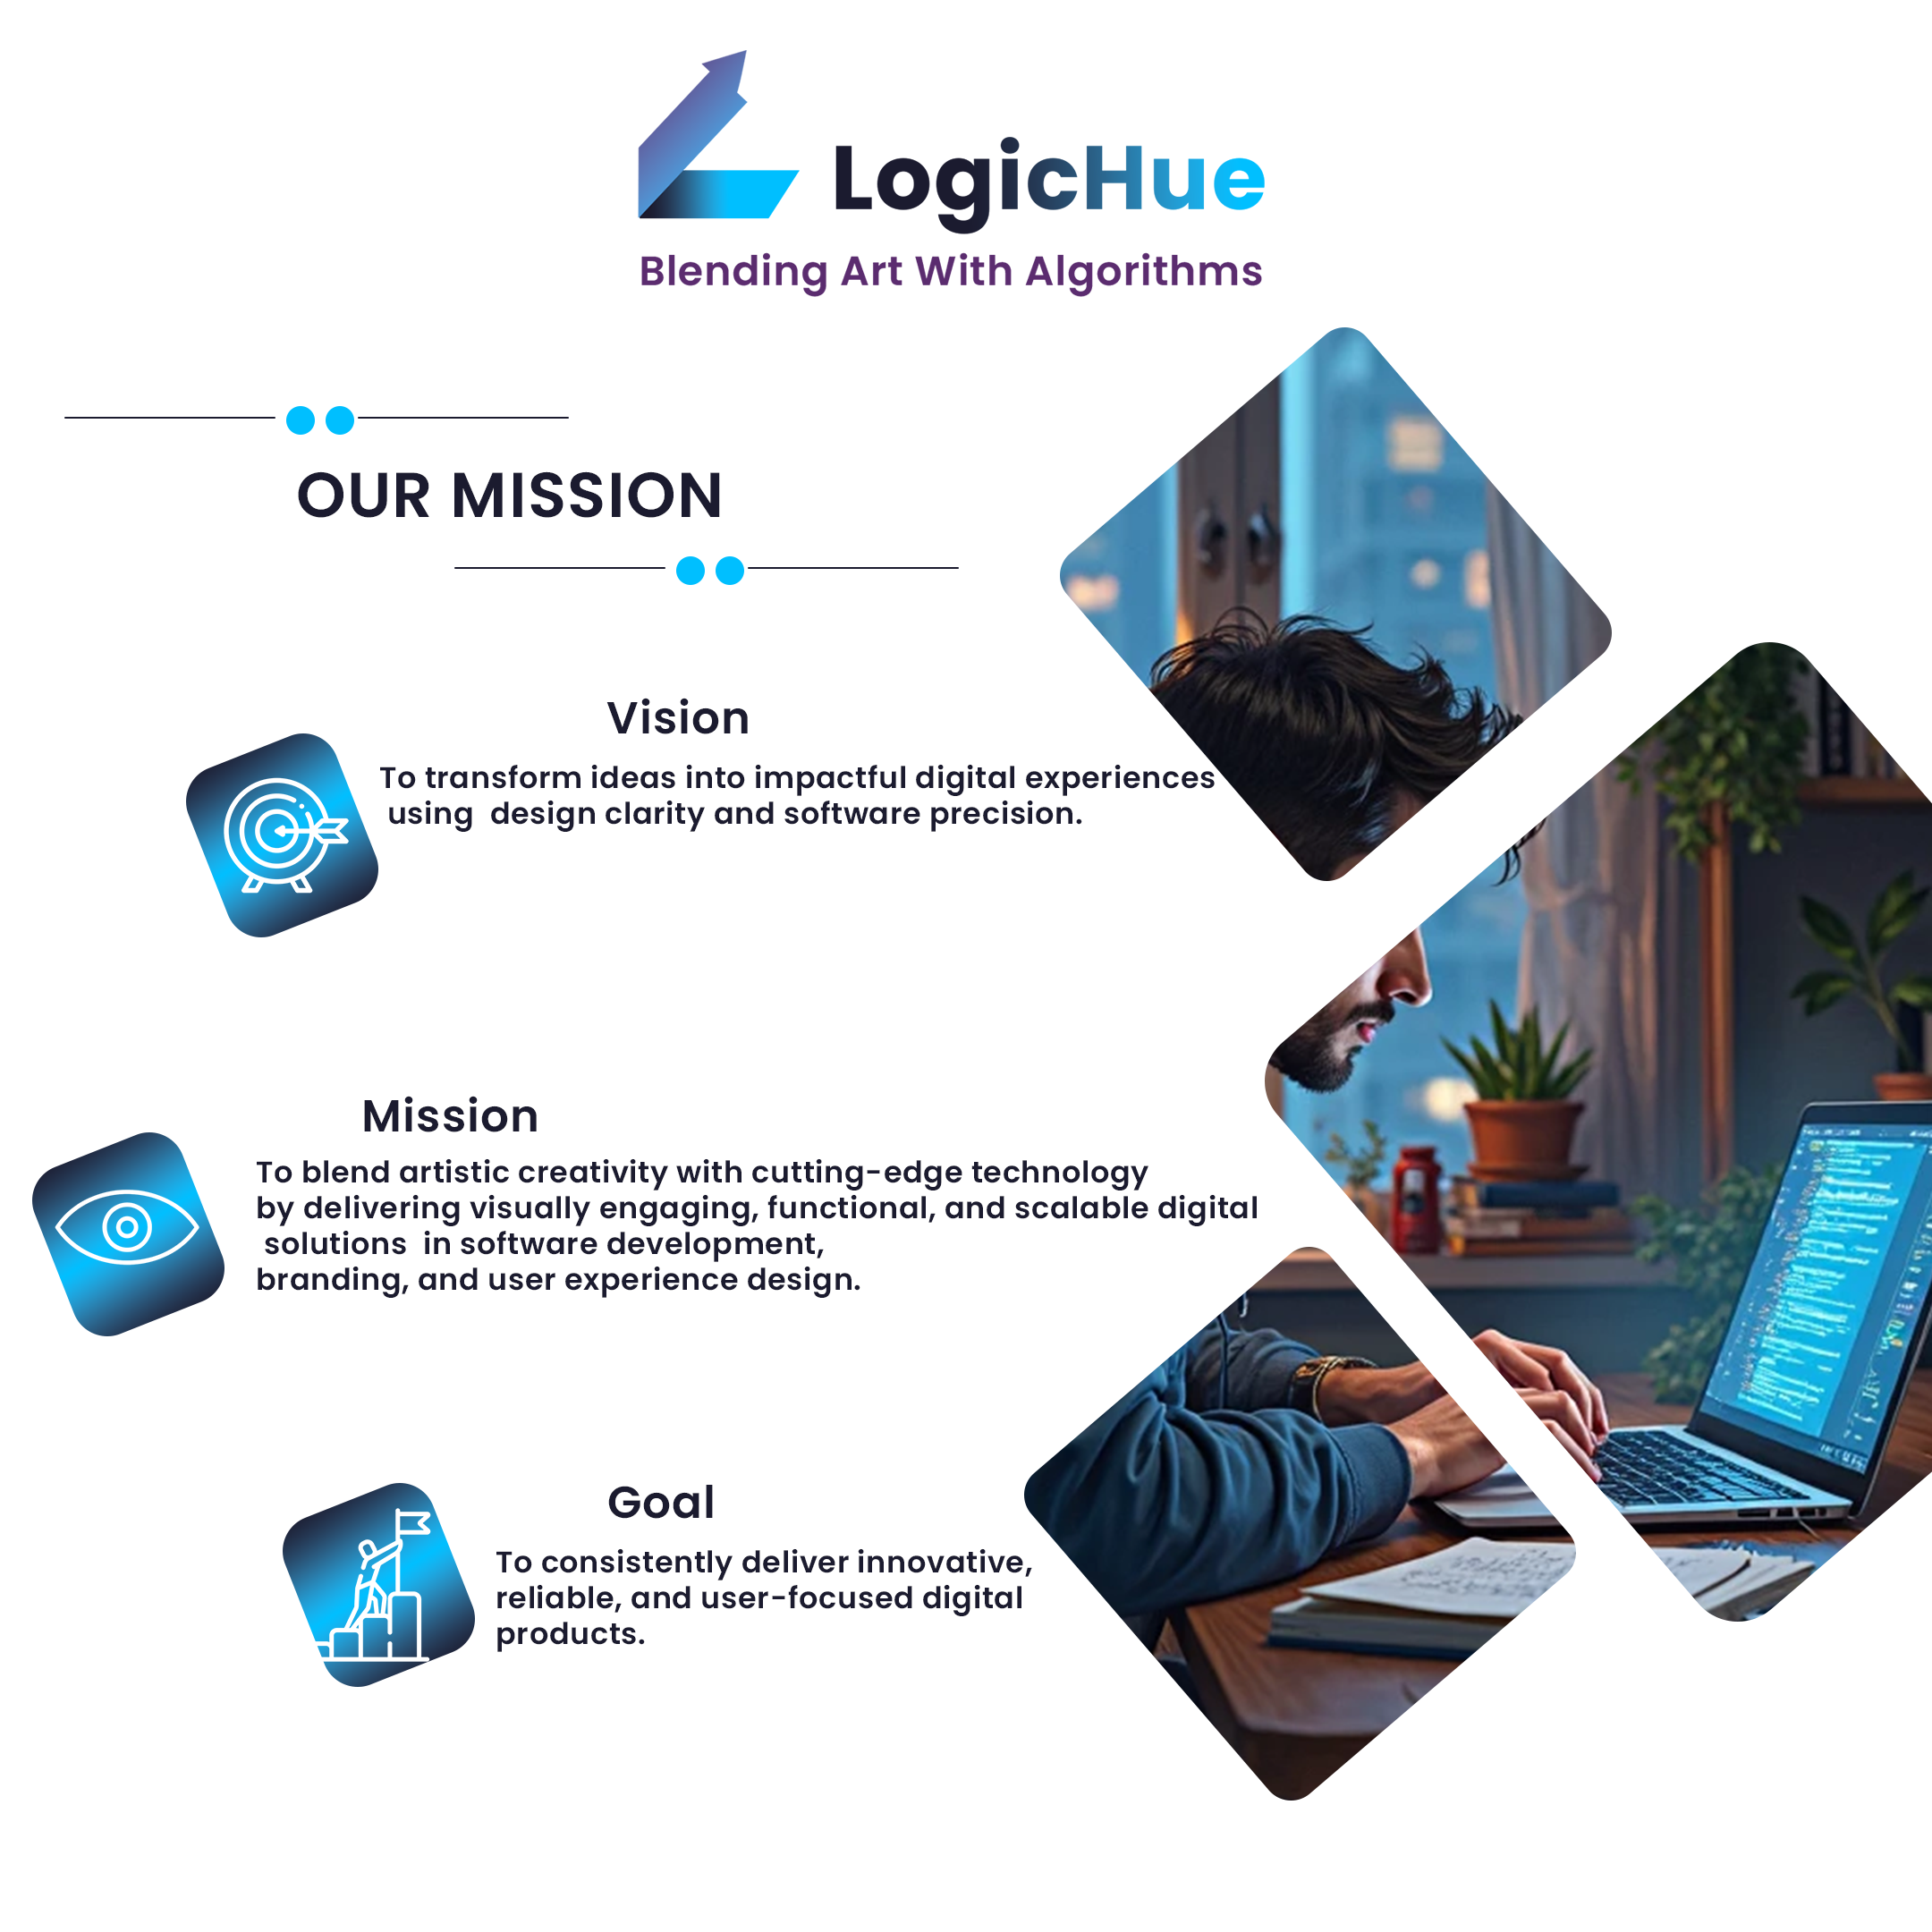 LogicHue
Blending Art With Algorithms
OUR MISSION
Vision
To transform ideas into impactful digital experiences
using  design clarity and software precision.
Mission
To blend artistic creativity with cutting-edge technology
by delivering visually engaging, functional, and scalable digital
solutions  in software development,
branding, and user experience design.
Goal
To consistently deliver innovative,
reliable, and user-focused digital
products.